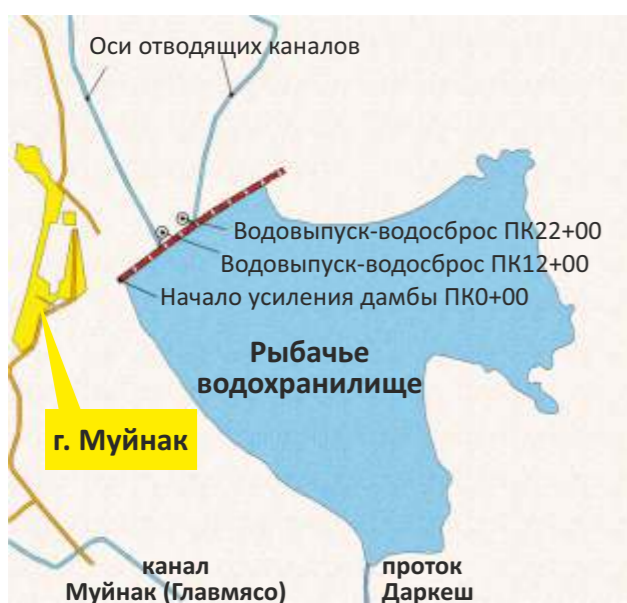 Оси отводящих каналов
Водовыпуск-водосброс ПК22+00
Водовыпуск-водосброс ПК12+00
Начало усиления дамбы ПК0+00
Рыбачье
водохранилище
г. Муйнак
канал
Муйнак (Главмясо)
проток
Даркеш